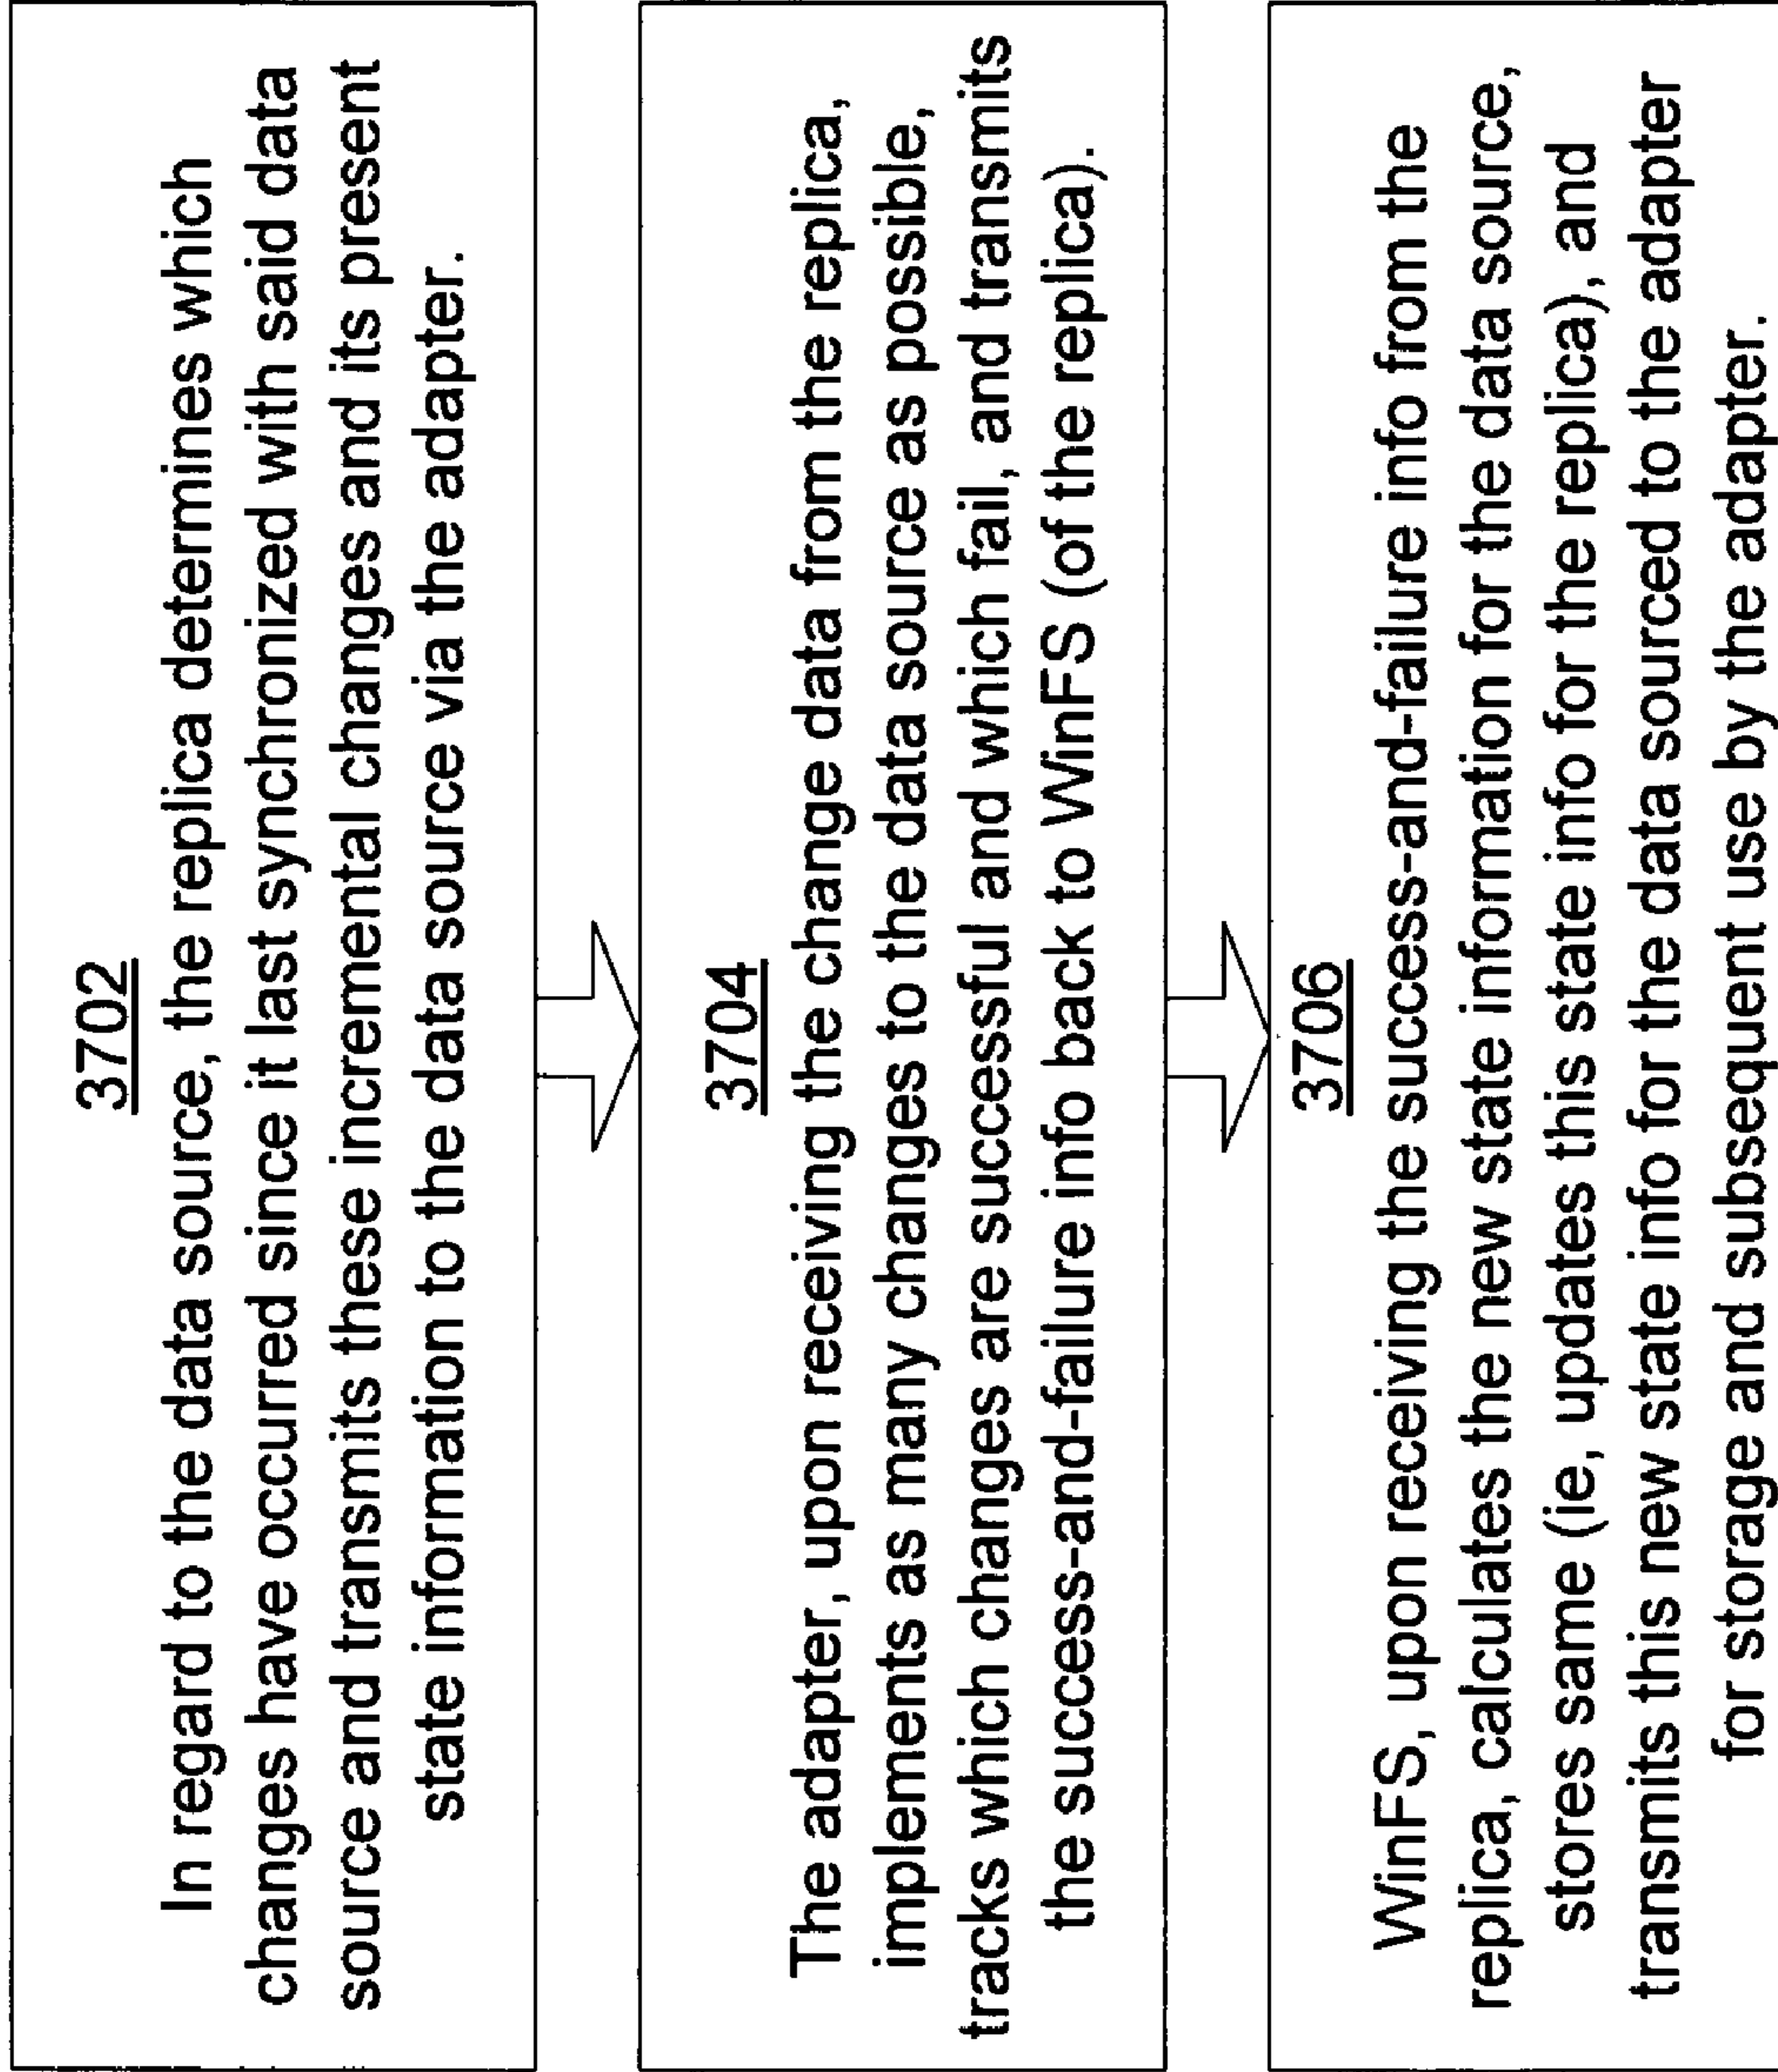 3702
In regard to the data source, the replica determines which
changes have occurred since it last synchronized with said data
source and transmits these incremental changes and its present
state information to the data source via the adapter.
3704
The adapter, upon receiving the change data from the replica,
implements as many changes to the data source as possible,
tracks which changes are successful and which fail, and transmits
the success-and-failure info back to WinFS (of the replica).
3706
WinFS, upon receiving the success-and-failure info from the
replica, calculates the new state information for the data source,
stores same (ie, updates this state info for the replica), and
transmits this new state info for the data sourced to the adapter
for storage and subsequent use by the adapter.